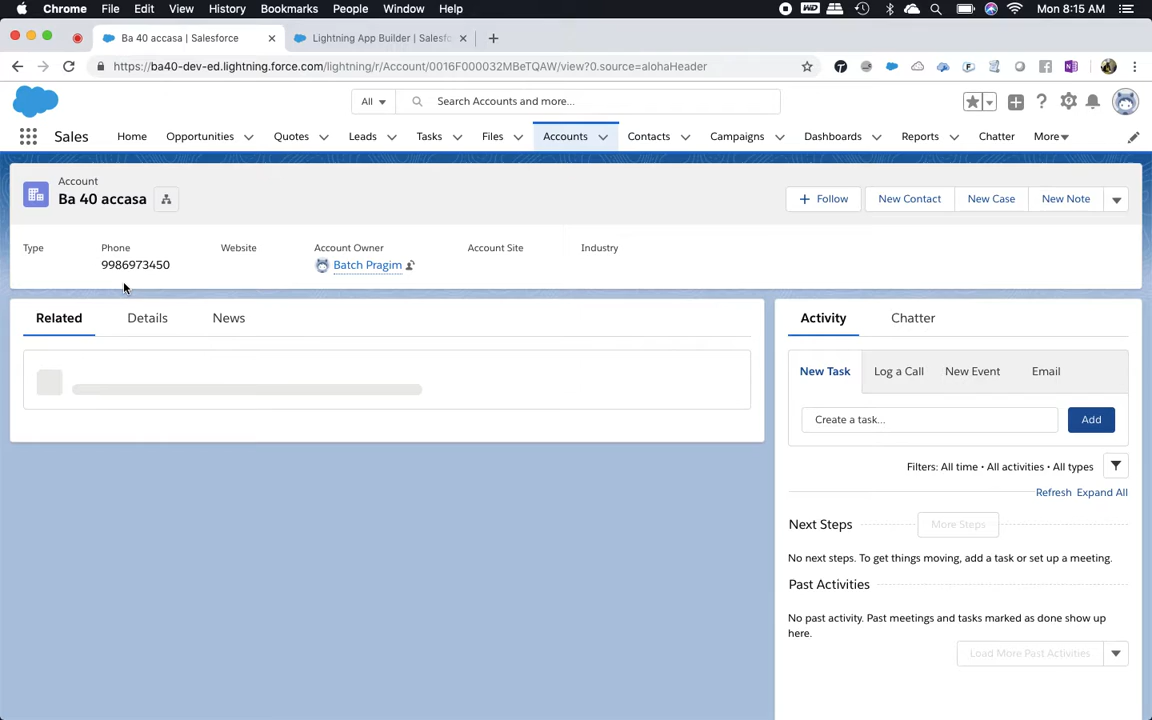 Chrome File Edit View History Bookmarks People Window Help WD Mon 8:15 AM
Ba 40 accasa | Salesforce Lightning App Builder | Salesfo
https://ba40-dev-ed.lightning.force.com/lightning/r/Account/0016F000032MBeTQAW/view?0.source=alohaHeader
All Search Accounts and more...
Sales Home Opportunities Quotes Leads Tasks Files Accounts Contacts Campaigns Dashboards Reports Chatter More
Account
Ba 40 accasa
+ Follow New Contact New Case New Note
Type Phone Website Account Owner Account Site Industry
9986973450 Batch Pragim
Related Details News
Activity Chatter
New Task Log a Call New Event Email
Create a task... Add
Filters: All time • All activities • All types
Refresh Expand All
Next Steps More Steps
No next steps. To get things moving, add a task or set up a meeting.
Past Activities
No past activity. Past meetings and tasks marked as done show up
here.
Load More Past Activities